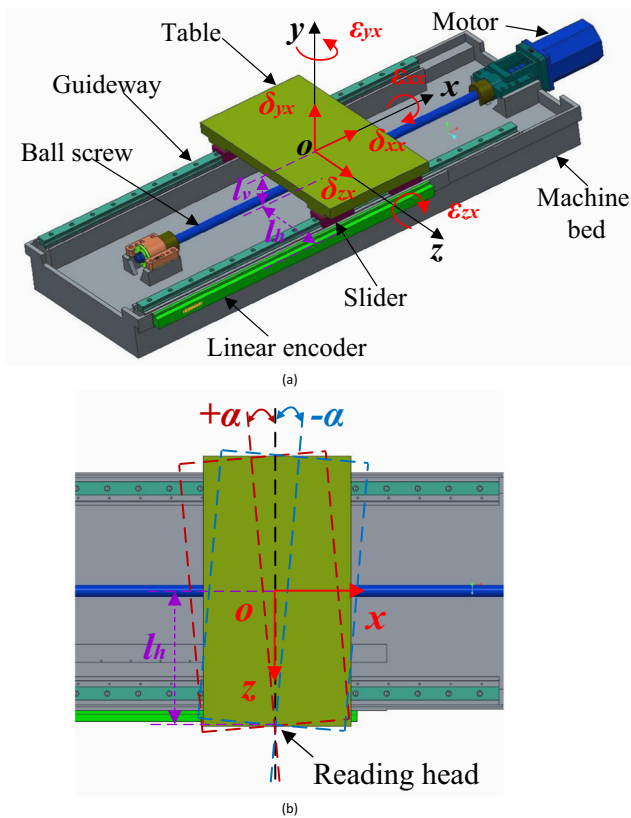 Motor
Table
y
εyx
Guideway
εxx
x
δyx
δxx
o
Ball screw
lv
δzx
Machine
bed
εzx
lh
z
Slider
Linear encoder
(a)
+α
-α
o
x
lh
z
Reading head
(b)